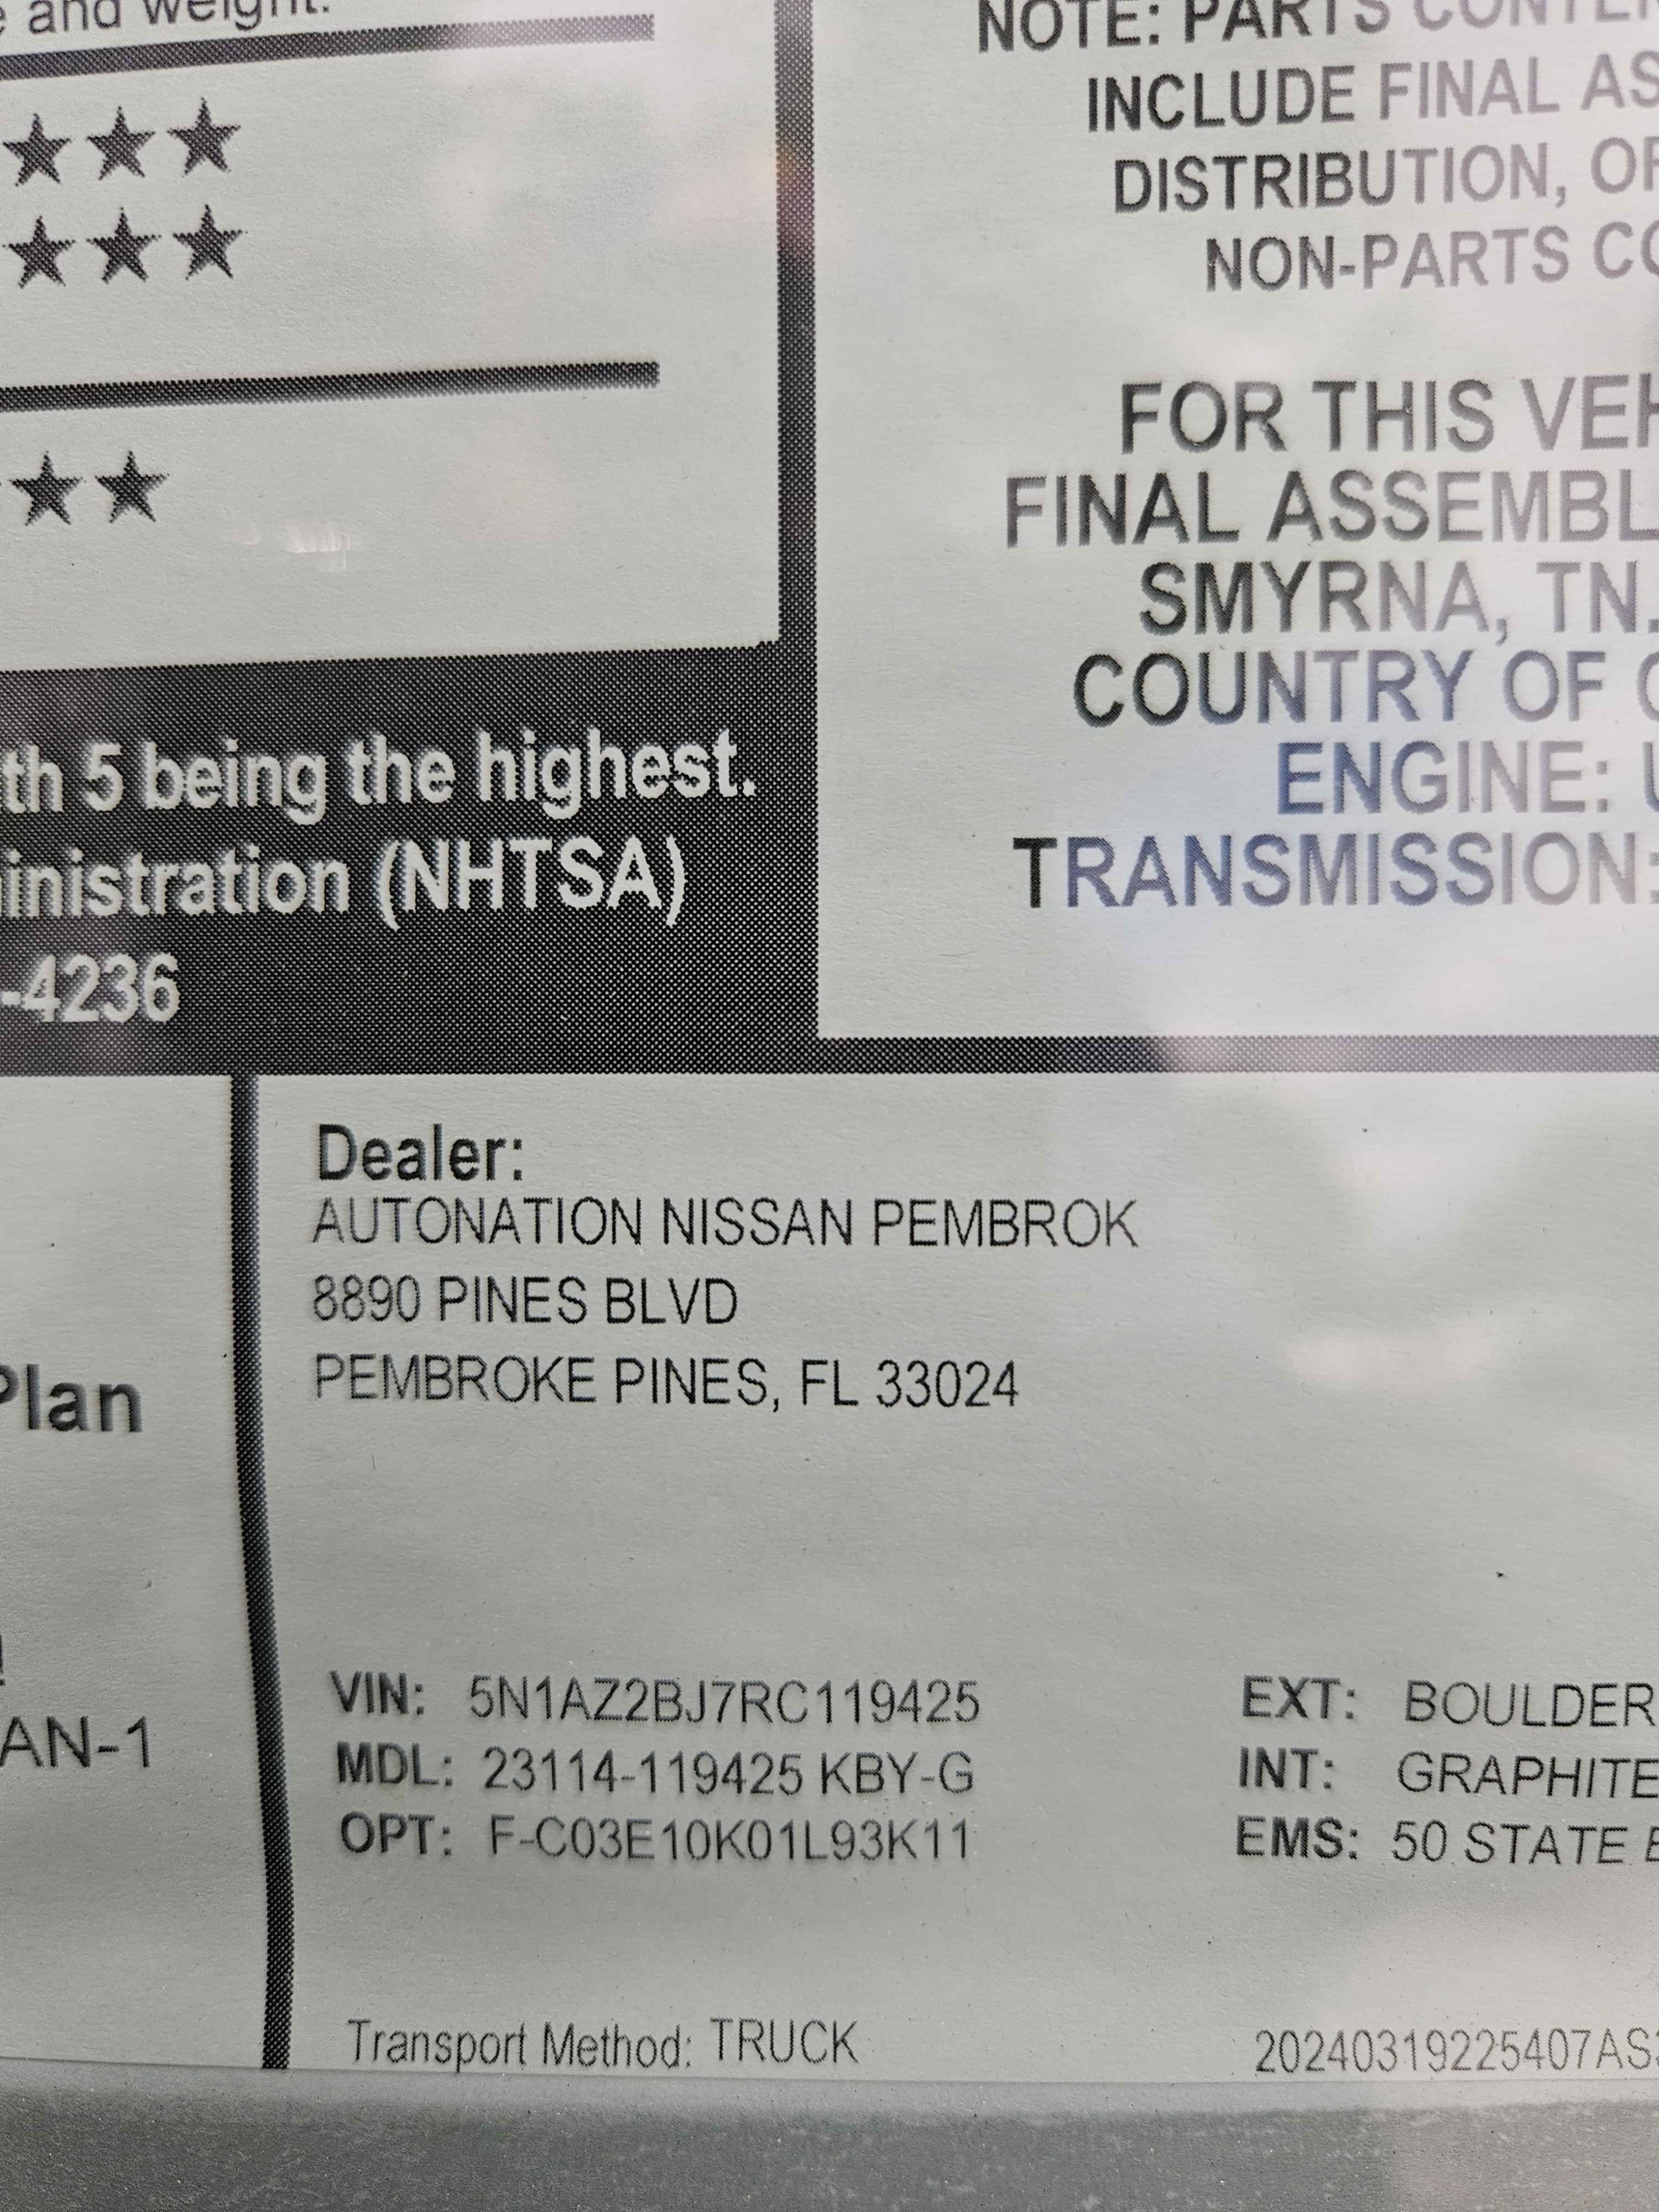 and weight.
NOTE: PARTS
INCLUDE FINAL
DISTRIBUTION,
NON-PARTS
FOR THIS
FINAL
SMYRNA, TN.
COUNTRY OF
ENGINE:
TRANSMISSION:
5 being the highest.
(NHTSA)
-4236
Dealer:
AUTONATION NISSAN PEMBROK
8890 PINES BLVD
PEMBROKE PINES, FL 33024
Plan
AN-1
VIN: 5N1AZ2BJ7RC119425
MDL: 23114-119425 KBY-G
OPT: F-C03E10K01L93K11
EXT: BOULDER
INT: GRAPHITE
EMS: 50 STATE
Transport Method: TRUCK
20240319225407AS